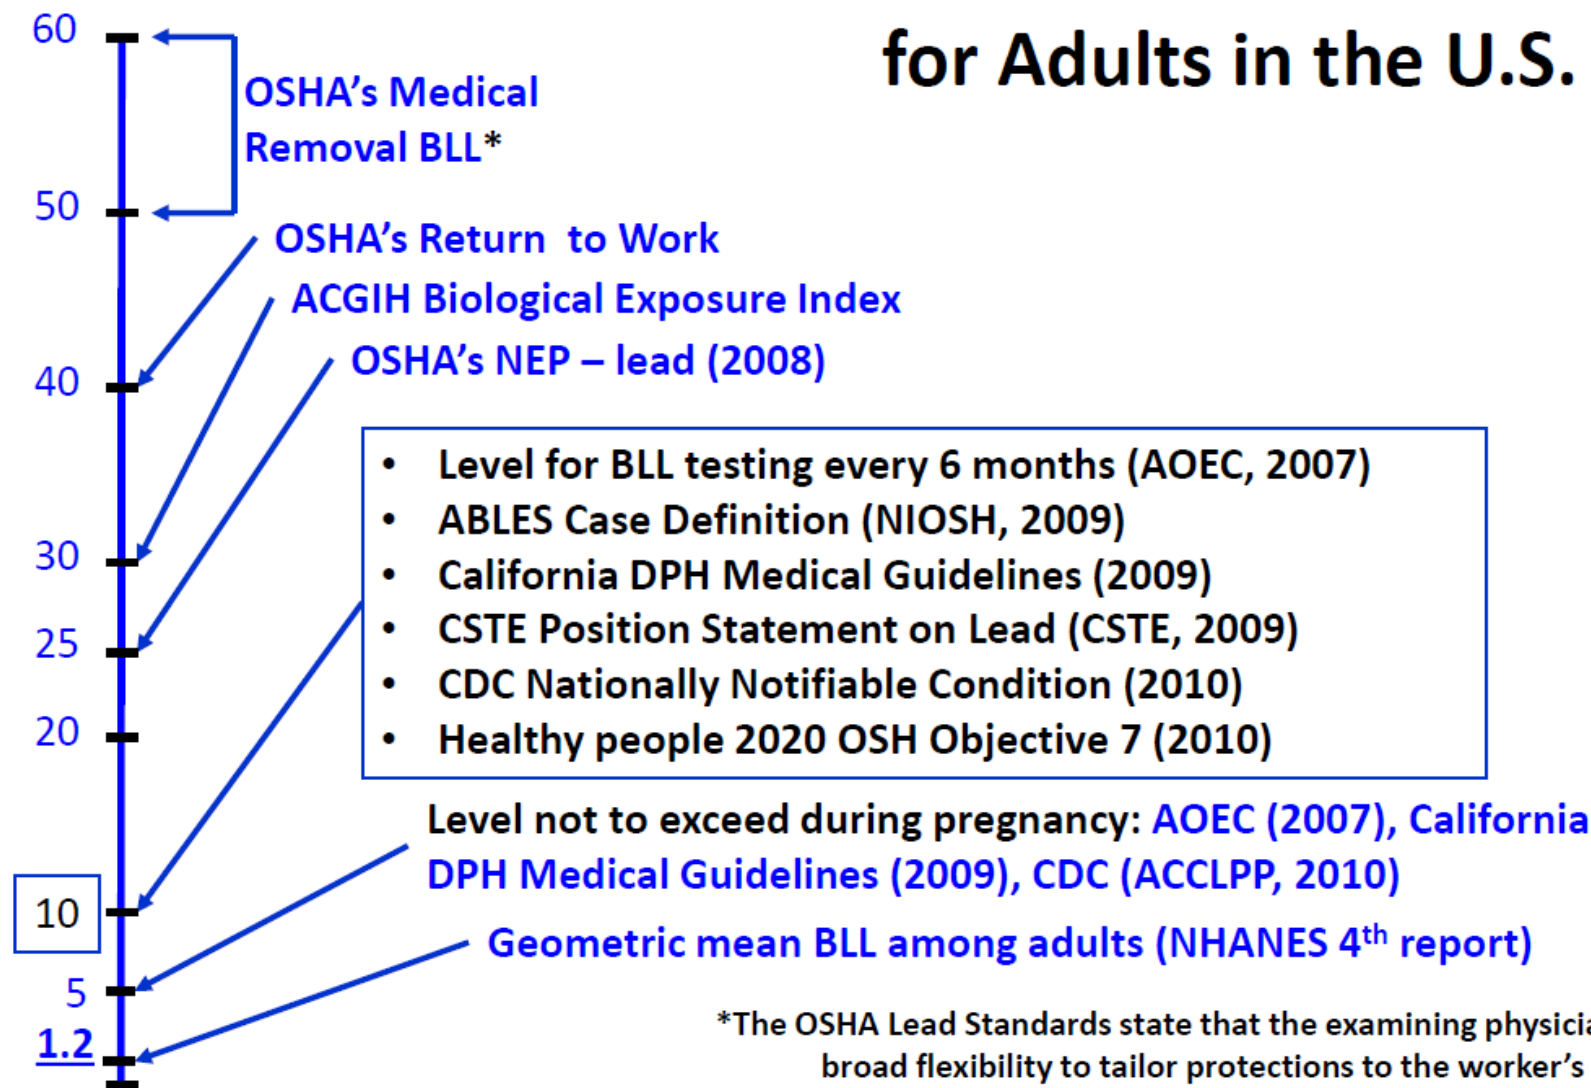 for Adults in the U.S.
60
OSHA's Medical
Removal BLL*
50
OSHA's Return to Work
ACGIH Biological Exposure Index
OSHA's NEP – lead (2008)
40
• Level for BLL testing every 6 months (AOEC, 2007)
• ABLES Case Definition (NIOSH, 2009)
• California DPH Medical Guidelines (2009)
• CSTE Position Statement on Lead (CSTE, 2009)
• CDC Nationally Notifiable Condition (2010)
• Healthy people 2020 OSH Objective 7 (2010)
30
25
20
Level not to exceed during pregnancy: AOEC (2007), California
DPH Medical Guidelines (2009), CDC (ACCLPP, 2010)
10
Geometric mean BLL among adults (NHANES 4th report)
5
1.2
*The OSHA Lead Standards state that the examining
broad flexibility to tailor protections to the worker's